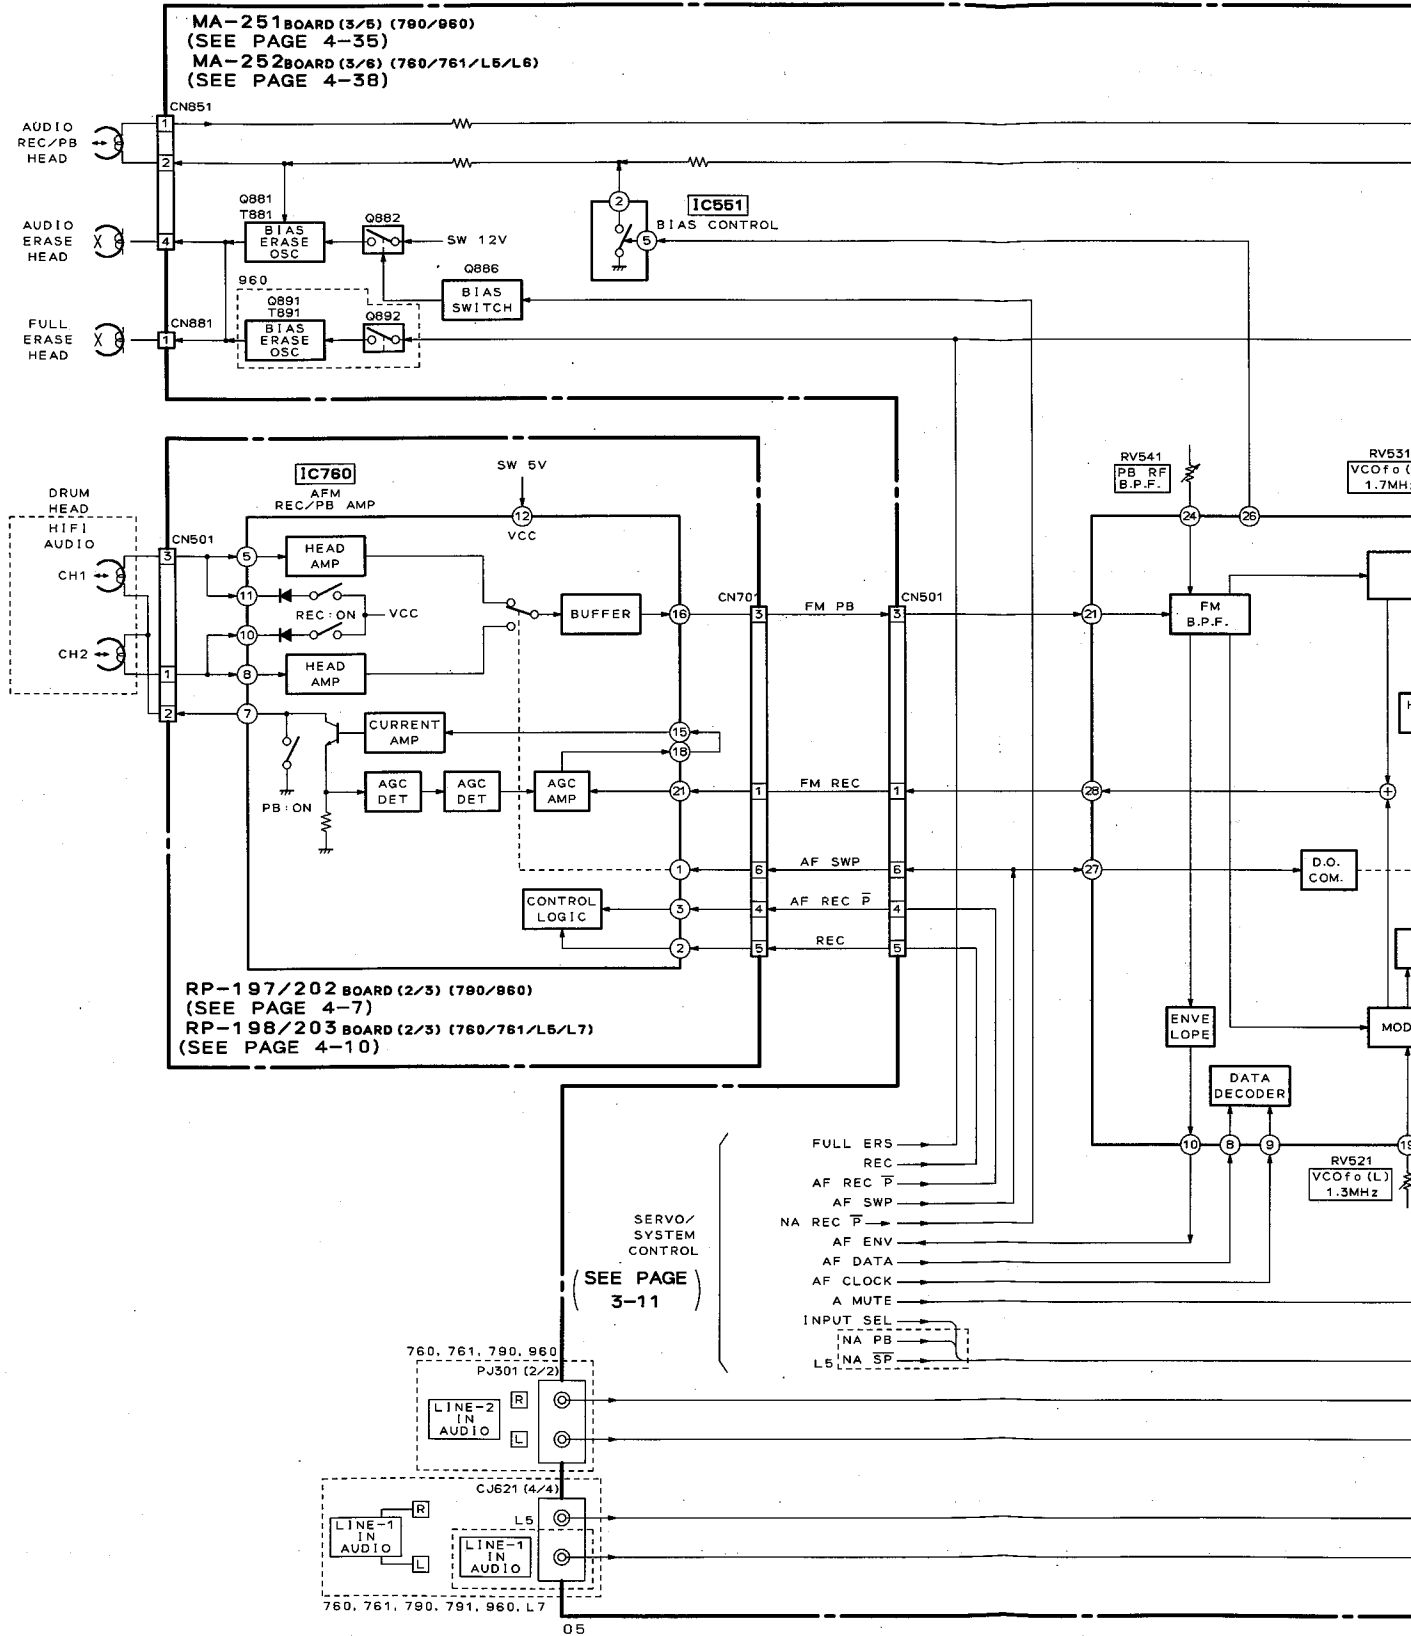 MA-251 BOARD (3/5) (790/960)
(SEE PAGE 4-35)
MA-252 BOARD (3/6) (760/761/L5/L6)
(SEE PAGE 4-38)
CN851
AUDIO
REC/PB
HEAD
1
2
Q881
T881
BIAS
ERASE
OSC
Q882
SW 12V
IC551
BIAS CONTROL
2
5
AUDIO
ERASE
HEAD
4
960
Q891
T891
BIAS
ERASE
OSC
Q892
Q886
BIAS
SWITCH
FULL
ERASE
HEAD
CN881
1
IC760
AFM
REC/PB AMP
SW 5V
12
VCC
DRUM
HEAD
HIFI
AUDIO
CH1
CH2
CN501
3
1
2
5
11
10
8
7
HEAD
AMP
REC:ON
VCC
HEAD
AMP
BUFFER
16
CURRENT
AMP
15
18
AGC
DET
AGC
DET
AGC
AMP
21
PB:ON
1
CONTROL
LOGIC
3
2
CN701
3
1
6
4
5
FM PB
FM REC
AF SWP
AF REC P
REC
CN501
3
1
6
4
5
RV541
PB RF
B.P.F.
RV531
VCOfo (
1.7MH
24
26
21
FM
B.P.F.
28
27
D.O.
COM.
ENVE
LOPE
MOD
DATA
DECODER
10
8
9
19
RV521
VCOfo (L)
1.3MHz
RP-197/202 BOARD (2/3) (790/960)
(SEE PAGE 4-7)
RP-198/203 BOARD (2/3) (760/761/L5/L7)
(SEE PAGE 4-10)
SERVO/
SYSTEM
CONTROL
(SEE PAGE
3-11)
FULL ERS
REC
AF REC P
AF SWP
NA REC P
AF ENV
AF DATA
AF CLOCK
A MUTE
INPUT SEL
NA PB
L5 NA SP
760, 761, 790, 960
PJ301 (2/2)
LINE-2
IN
AUDIO
R
L
CJ621 (4/4)
LINE-1
IN
AUDIO
R
L
L5
LINE-1
IN
AUDIO
760, 761, 790, 791, 960, L7
05